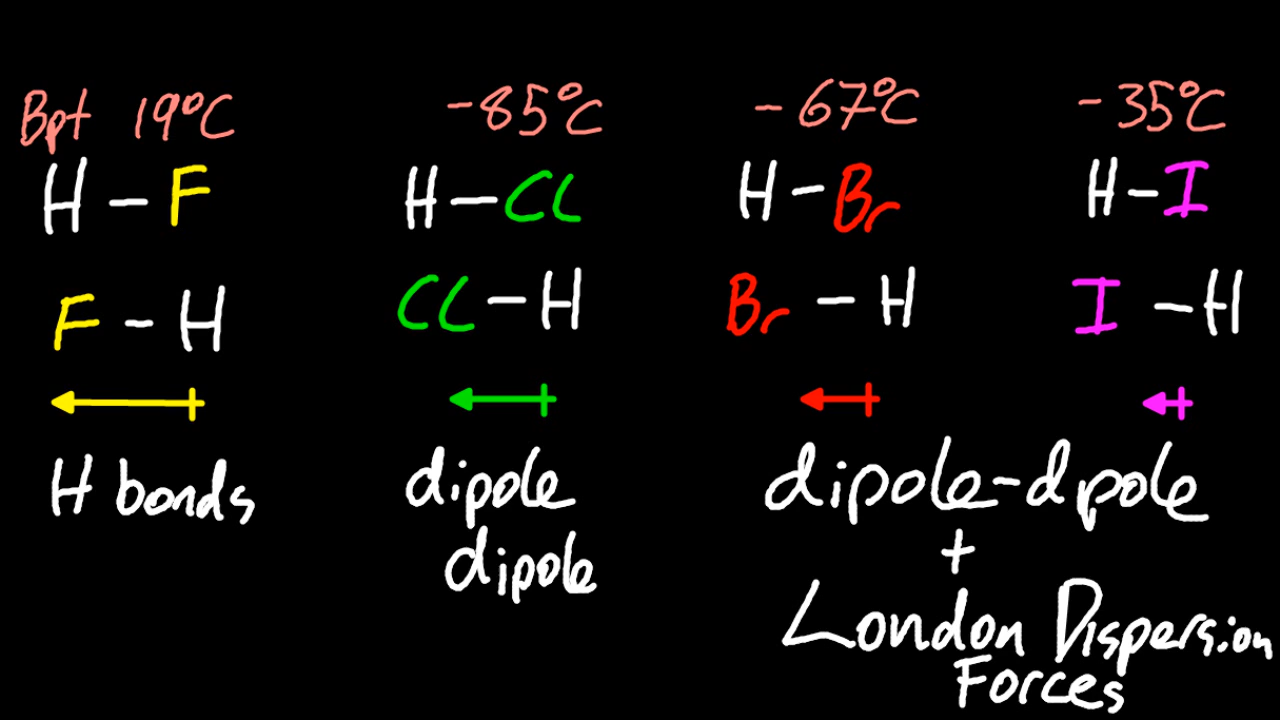 Bpt 19°C -85°C -67°C -35°C
H-F H-Cl H-Br H-I
F-H Cl-H Br-H I-H
H bonds dipole dipole-dpole
dipole +
London Dispersion
Forces